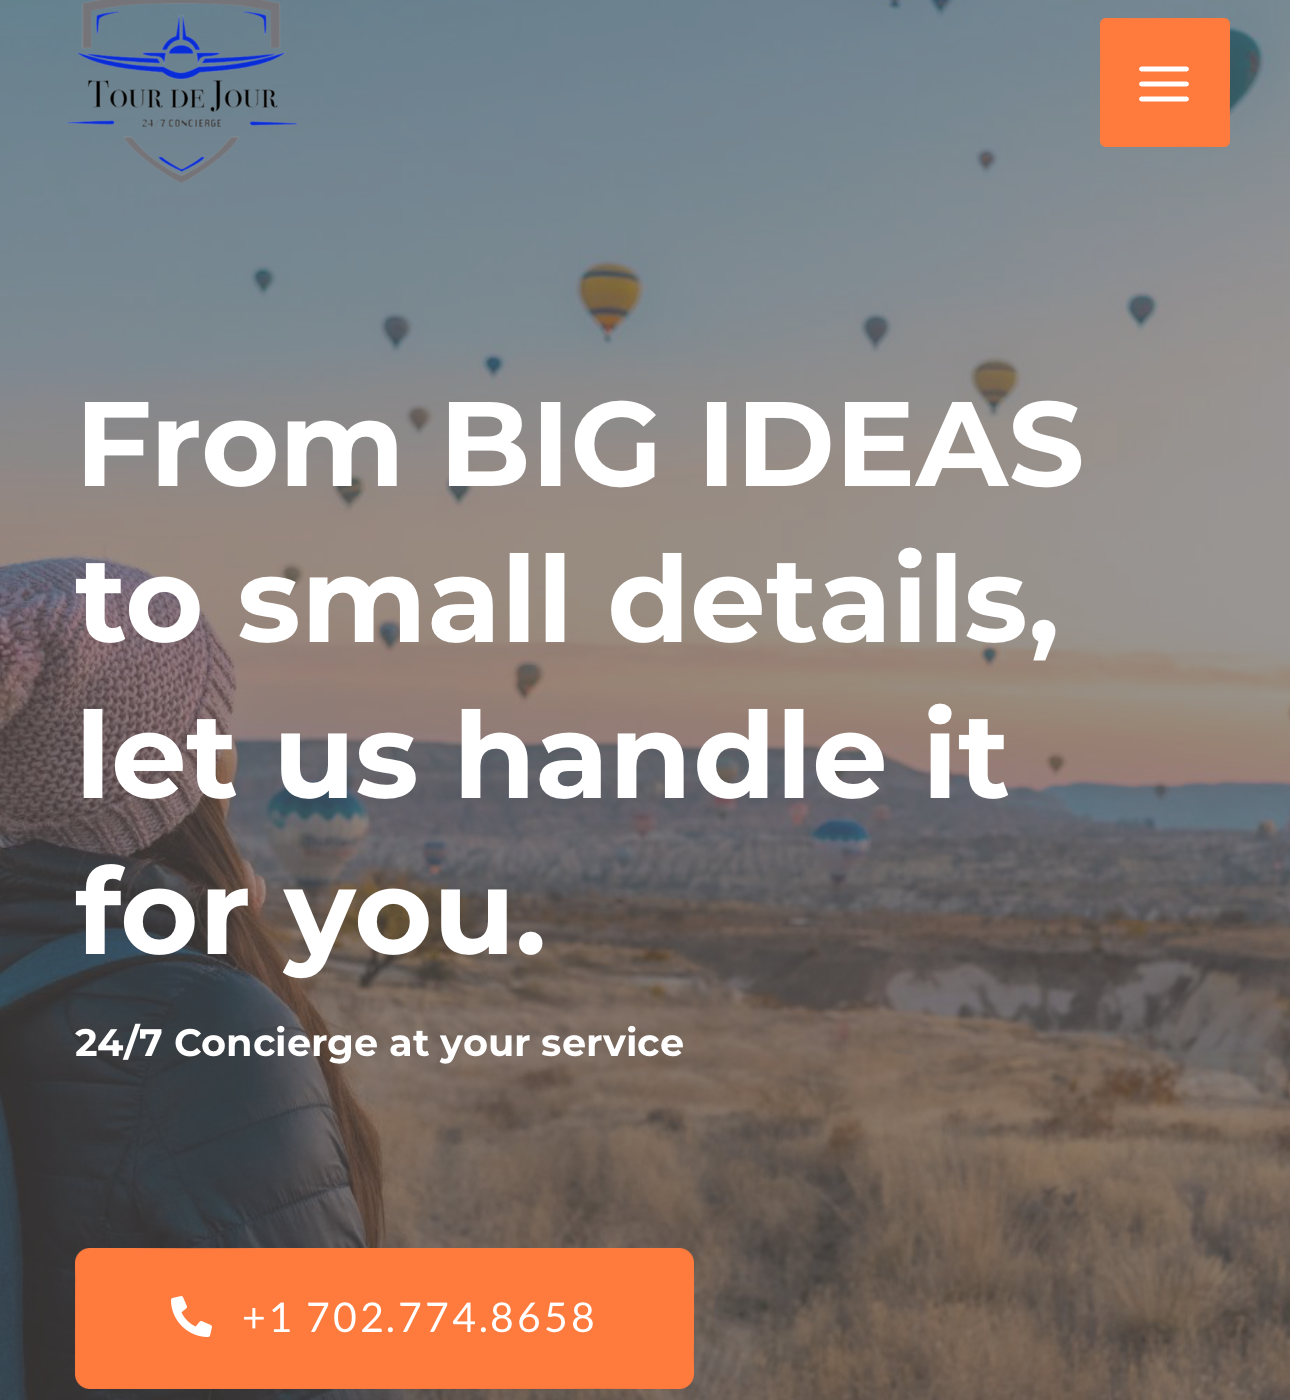 TOUR DE JOUR
24/7 CONCIERGE
From BIG IDEAS
to small details,
let us handle it
for you.
24/7 Concierge at your service
+1 702.774.8658